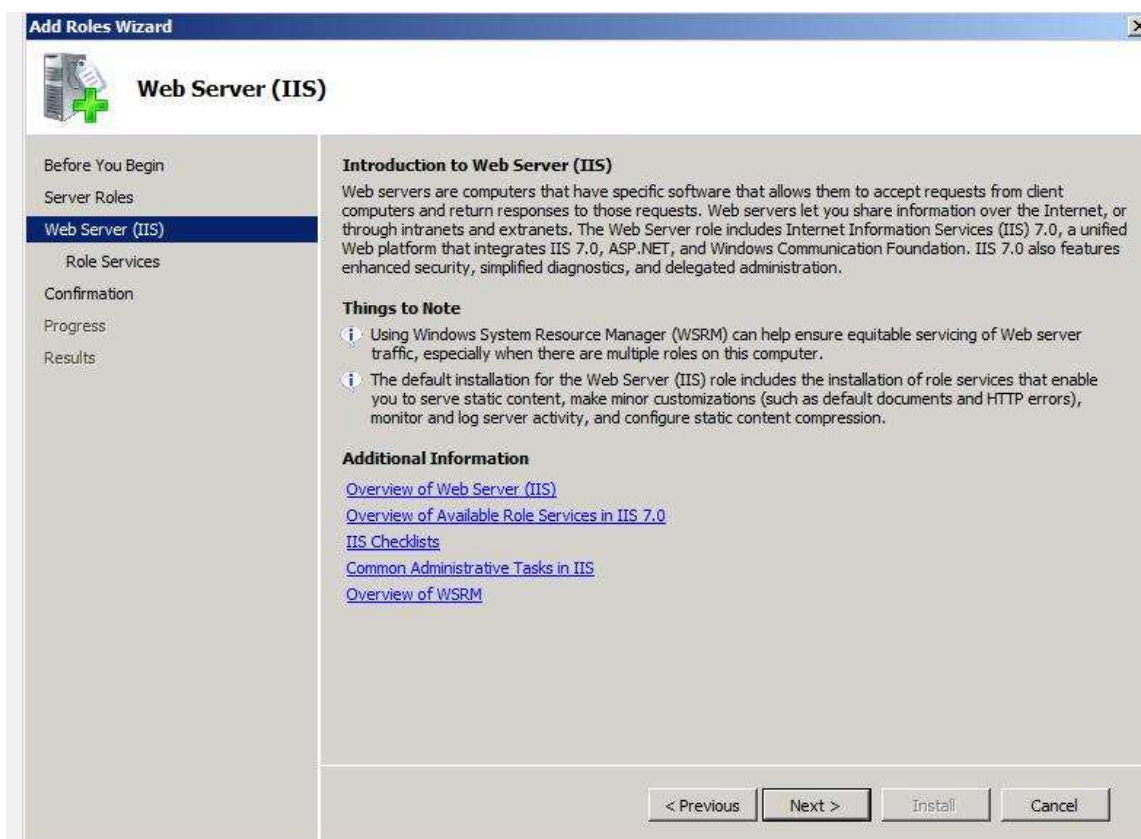 Add Roles Wizard
Web Server (IIS)
Before You Begin
Server Roles
Web Server (IIS)
Role Services
Confirmation
Progress
Results
Introduction to Web Server (IIS)
Web servers are computers that have specific software that allows them to accept requests from client
computers and return responses to those requests. Web servers let you share information over the Internet, or
through intranets and extranets. The Web Server role includes Internet Information Services (IIS) 7.0, a unified
Web platform that integrates IIS 7.0, ASP.NET, and Windows Communication Foundation. IIS 7.0 also features
enhanced security, simplified diagnostics, and delegated administration.
Things to Note
Using Windows System Resource Manager (WSRM) can help ensure equitable servicing of Web server
traffic, especially when there are multiple roles on this computer.
The default installation for the Web Server (IIS) role includes the installation of role services that enable
you to serve static content, make minor customizations (such as default documents and HTTP errors),
monitor and log server activity, and configure static content compression.
Additional Information
Overview of Web Server (IIS)
Overview of Available Role Services in IIS 7.0
IIS Checklists
Common Administrative Tasks in IIS
Overview of WSRM
< Previous Next > Install Cancel